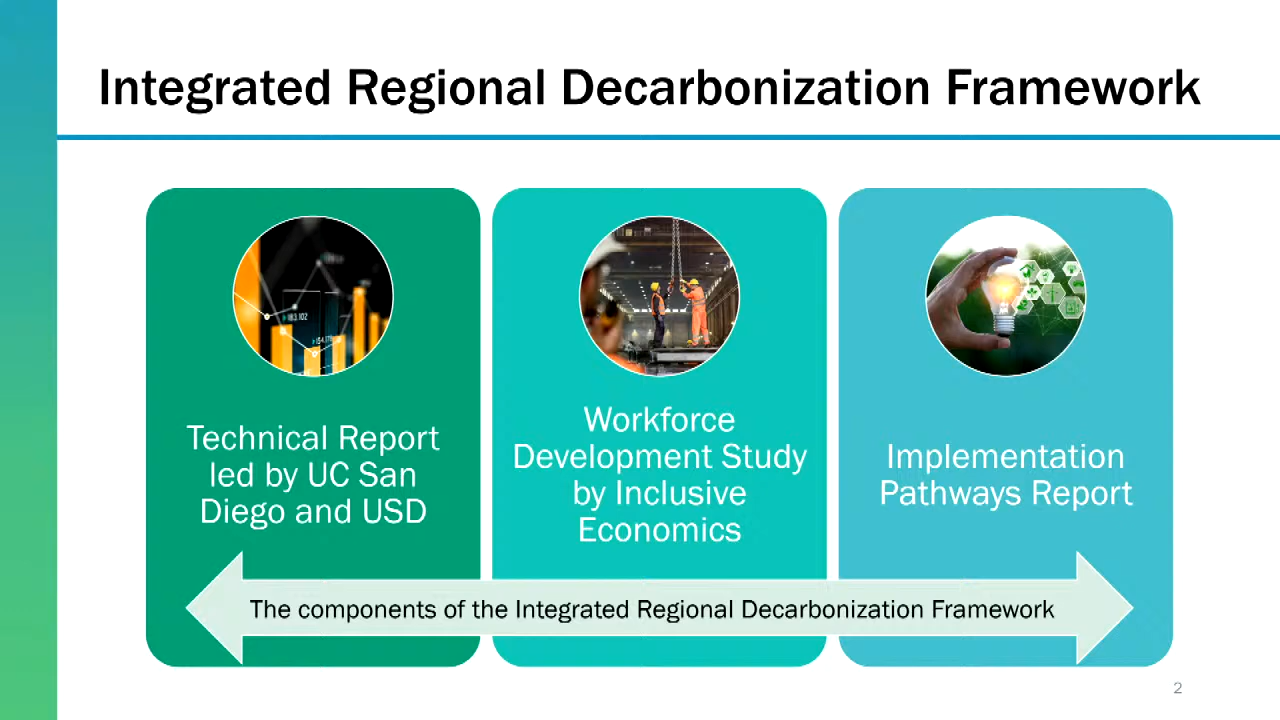 Integrated Regional Decarbonization Framework
Technical Report
led by UC San
Diego and USD
Workforce
Development Study
by Inclusive
Economics
Implementation
Pathways Report
The components of the Integrated Regional Decarbonization Framework
2